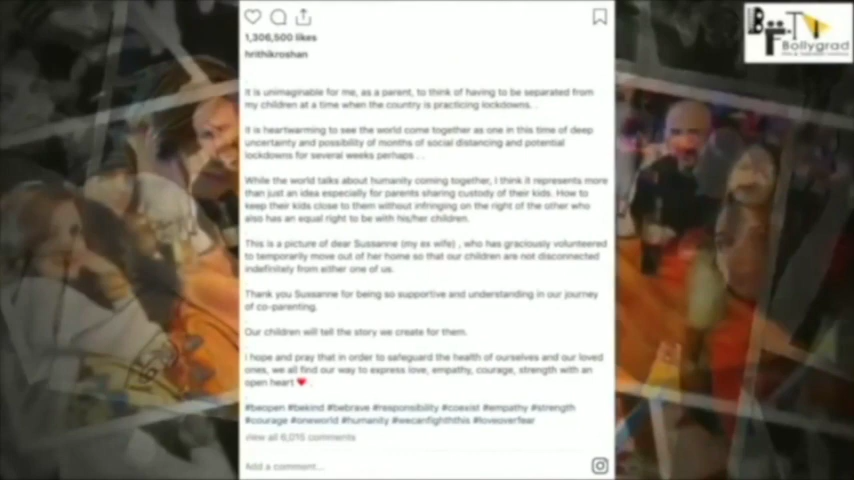 1,306,500 likes
hrithikroshan
It is unimaginable for me, as a parent, to think of having to be separated from
my children at a time when the country is practicing lockdowns. .
It is heartwarming to see the world come together as one in this time of deep
uncertainty and possibility of months of social distancing and potential
lockdowns for several weeks perhaps . .
While the world talks about humanity coming together, I think it represents more
than just an idea especially for parents sharing custody of their kids. How to
keep their kids close to them without infringing on the right of the other who
also has an equal right to be with his/her children.
This is a picture of dear Sussanne (my ex wife) , who has graciously volunteered
to temporarily move out of her home so that our children are not disconnected
indefinitely from either one of us.
Thank you Sussanne for being so supportive and understanding in our journey
of co-parenting.
Our children will tell the story we create for them.
I hope and pray that in order to safeguard the health of ourselves and our loved
ones, we all find our way to express love, empathy, courage, strength with an
open heart ❤️ .
#beopen #bekind #bebrave #responsibility #coexist #empathy #strength
#courage #oneworld #humanity #wecanfighthis #loveoverfear
View all 6,015 comments
Add a comment...
Bollygrad